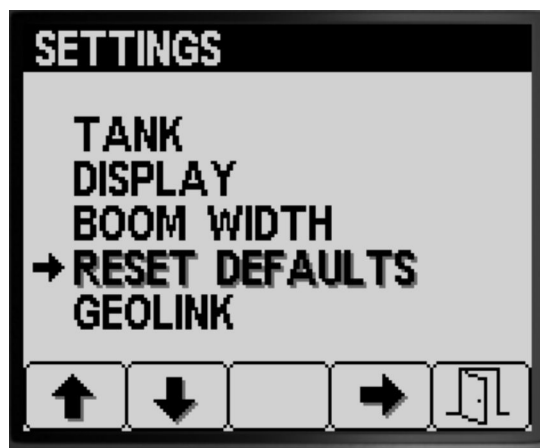 SETTINGS
TANK
DISPLAY
BOOM WIDTH
RESET DEFAULTS
GEOLINK